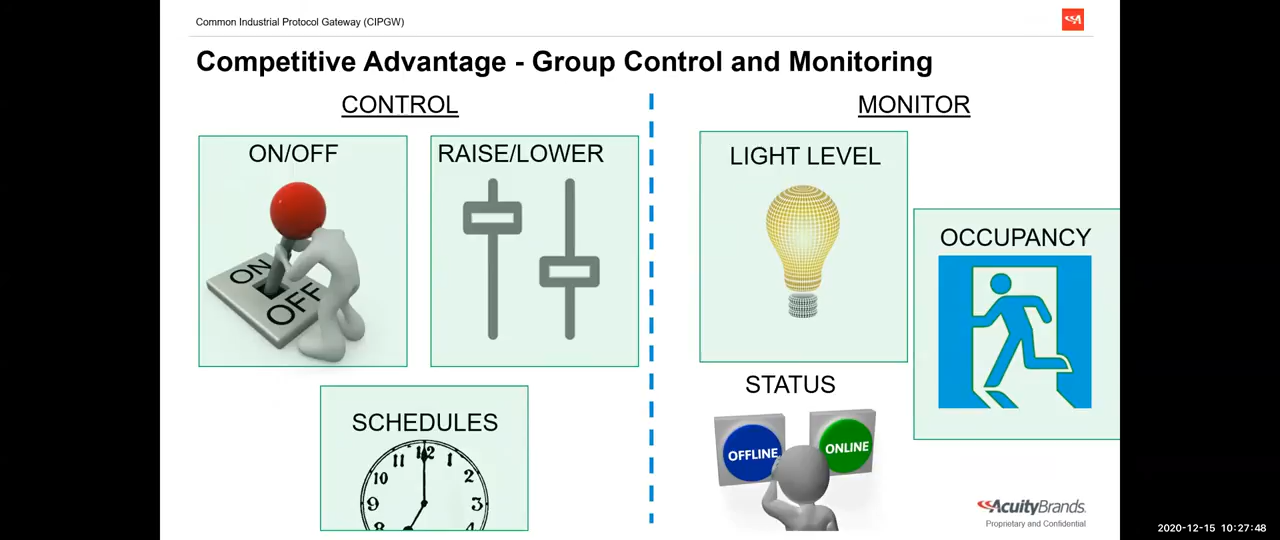 Common Industrial Protocol Gateway (CIPGW)
Competitive Advantage - Group Control and Monitoring
CONTROL
MONITOR
ON/OFF
RAISE/LOWER
LIGHT LEVEL
OCCUPANCY
ON
OFF
STATUS
SCHEDULES
OFFLINE
ONLINE
11 12 1
10 2
9 3
8 4
AcuityBrands.
Proprietary and Confidential
2020-12-15 10:27:48